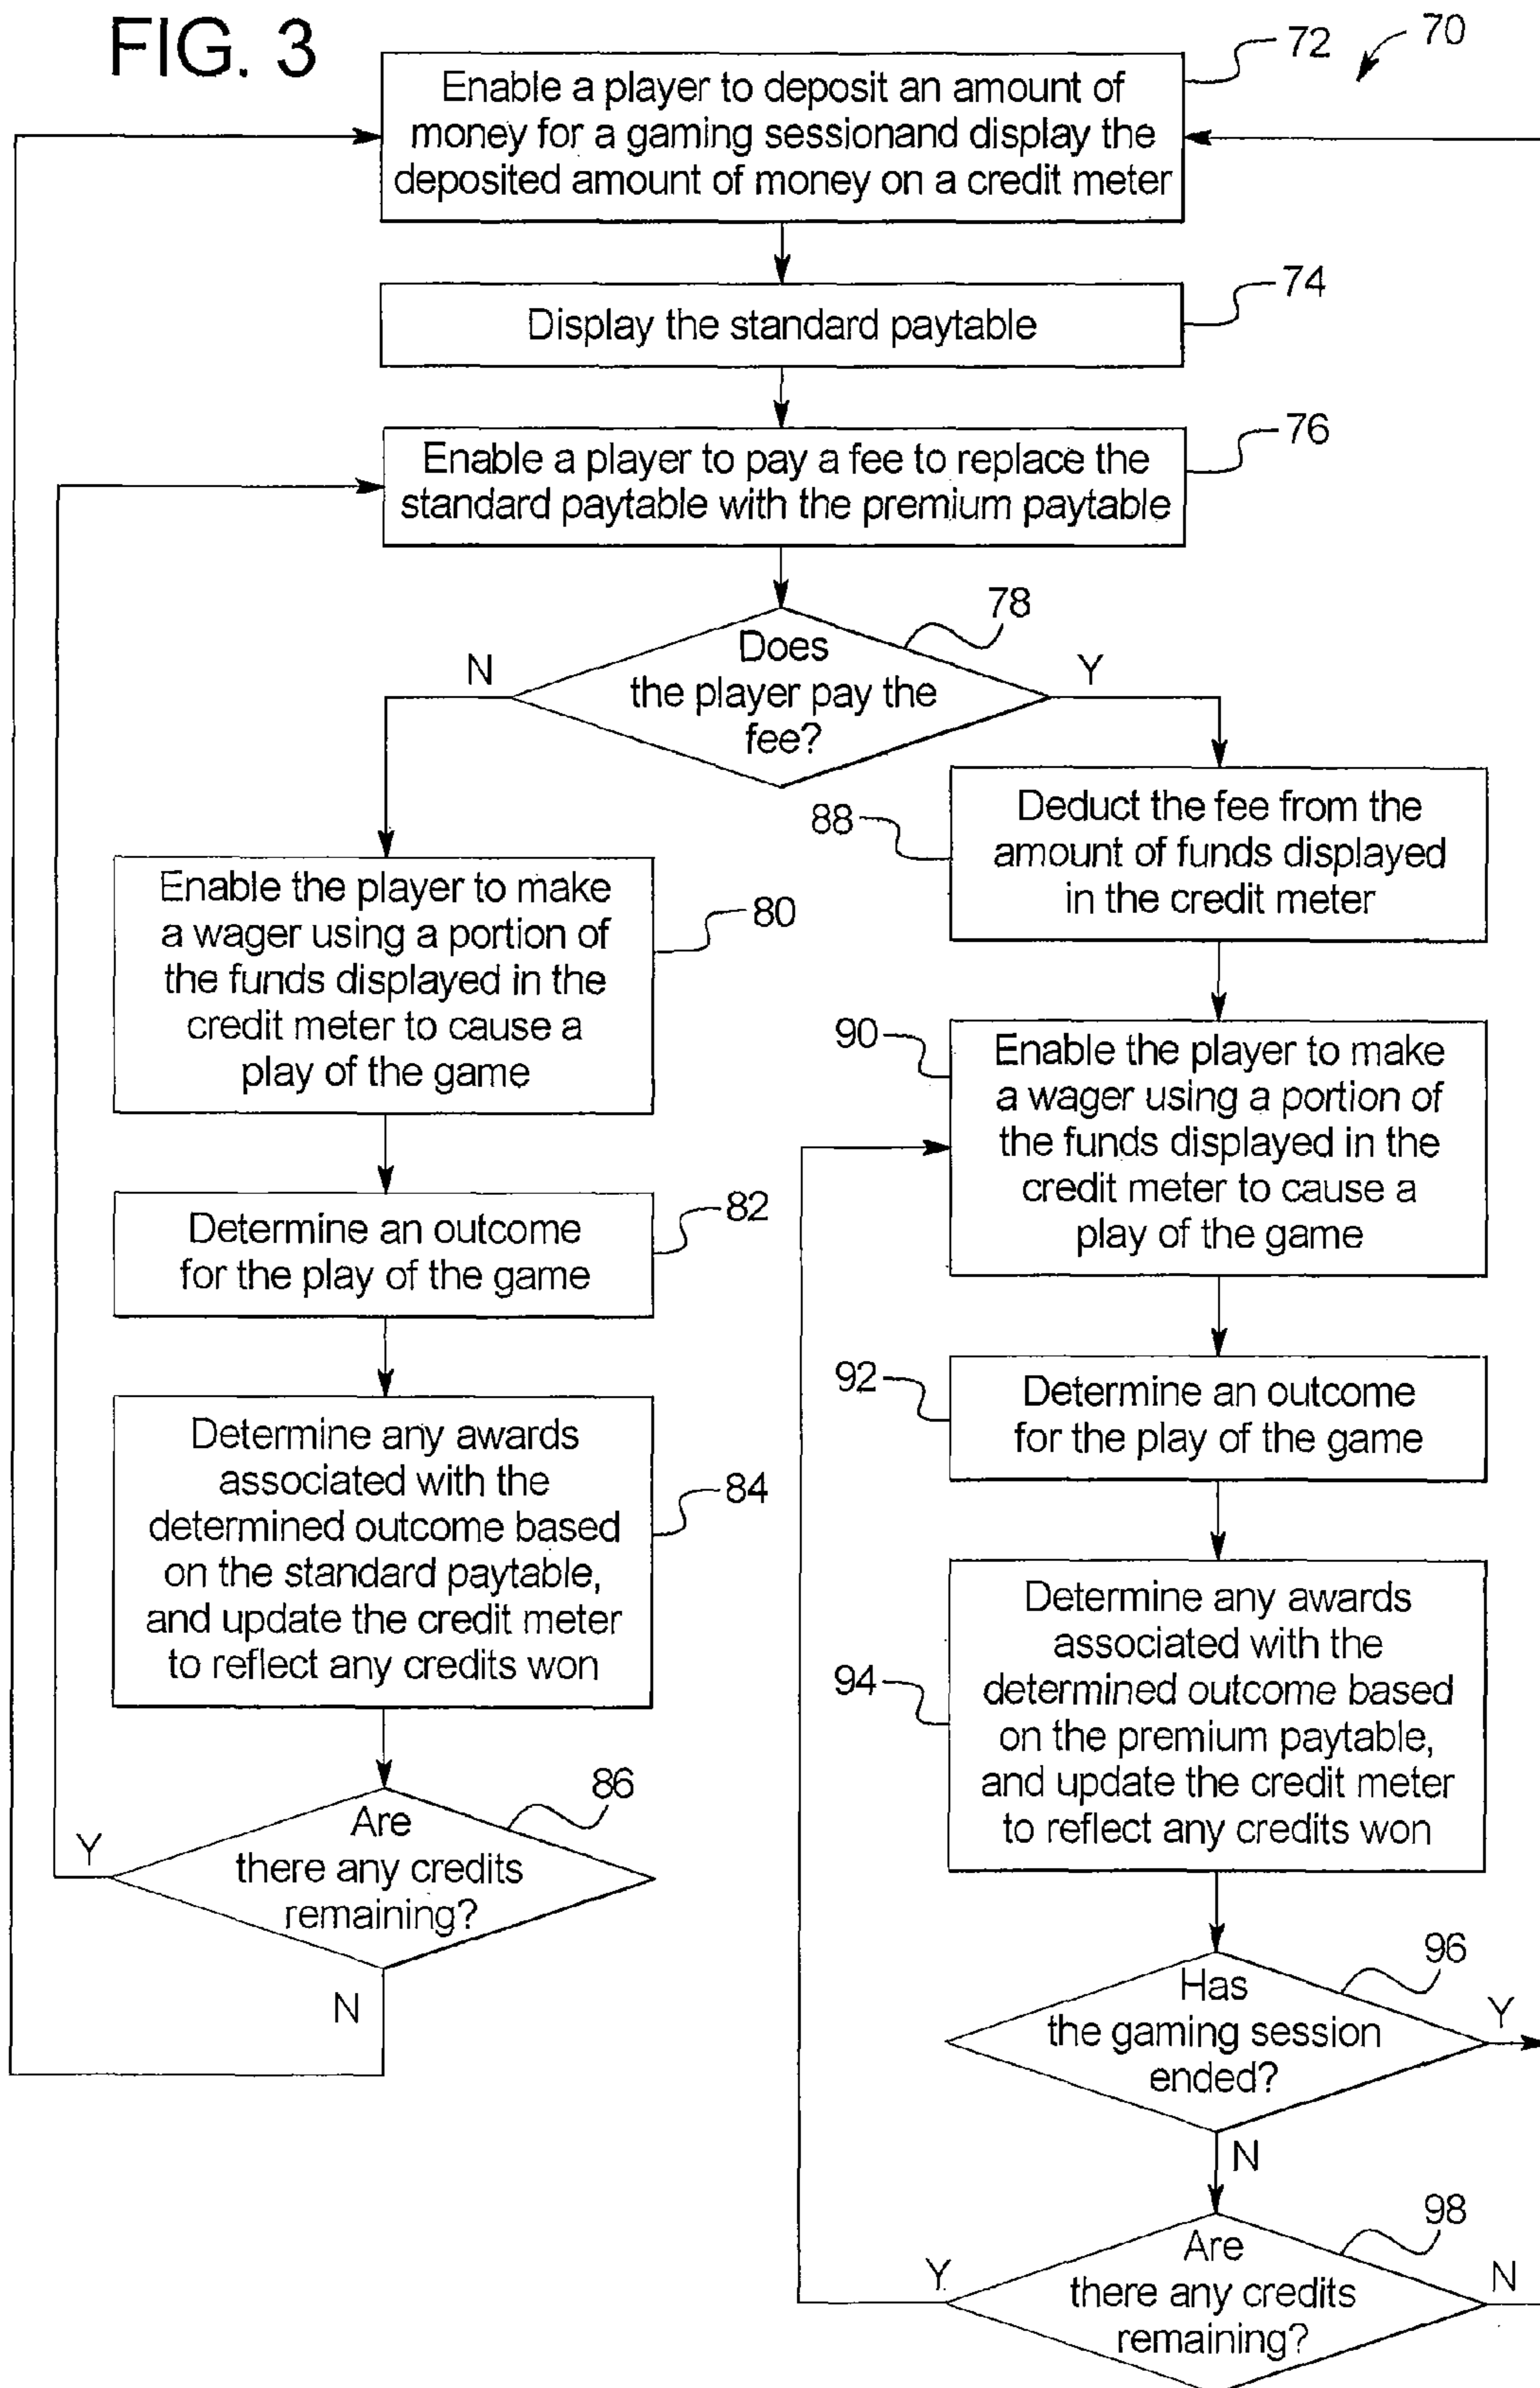 FIG. 3
72
70
Enable a player to deposit an amount of
money for a gaming sessionand display the
deposited amount of money on a credit meter
74
Display the standard paytable
76
Enable a player to pay a fee to replace the
standard paytable with the premium paytable
78
Does
the player pay the
fee?
N
Y
80
Enable the player to make
a wager using a portion of
the funds displayed in the
credit meter to cause a
play of the game
82
Determine an outcome
for the play of the game
84
Determine any awards
associated with the
determined outcome based
on the standard paytable,
and update the credit meter
to reflect any credits won
86
Are
there any credits
remaining?
Y
N
88
Deduct the fee from the
amount of funds displayed
in the credit meter
90
Enable the player to make
a wager using a portion of
the funds displayed in the
credit meter to cause a
play of the game
92
Determine an outcome
for the play of the game
94
Determine any awards
associated with the
determined outcome based
on the premium paytable,
and update the credit meter
to reflect any credits won
96
Has
the gaming session
ended?
Y
N
98
Are
there any credits
remaining?
Y
N